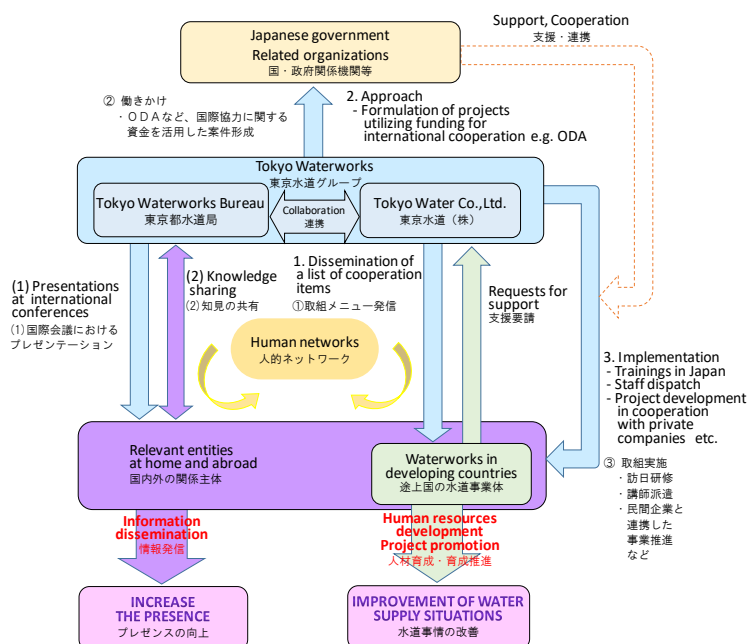 Japanese government
Related organizations
国・政府関係機関等
Support, Cooperation
支援・連携
② 働きかけ
・ＯＤＡなど、国際協力に関する
資金を活用した案件形成
2. Approach
- Formulation of projects
utilizing funding for
international cooperation e.g. ODA
Tokyo Waterworks
東京水道グループ
Tokyo Waterworks Bureau
東京都水道局
Collaboration
連携
Tokyo Water Co.,Ltd.
東京水道（株）
(1) Presentations
at international
conferences
(1)国際会議における
プレゼンテーション
(2) Knowledge
sharing
(2)知見の共有
1. Dissemination of
a list of cooperation
items
①取組メニュー発信
Requests for
support
支援要請
Human networks
人的ネットワーク
3. Implementation
- Trainings in Japan
- Staff dispatch
- Project development
in cooperation
with private
companies etc.
③ 取組実施
・訪日研修
・講師派遣
・民間企業と
連携した
事業推進
など
Relevant entities
at home and abroad
国内外の関係主体
Waterworks in
developing countries
途上国の水道事業体
Information
dissemination
情報発信
Human resources
development
Project promotion
人材育成・育成推進
INCREASE
THE PRESENCE
プレゼンスの向上
IMPROVEMENT OF WATER
SUPPLY SITUATIONS
水道事情の改善